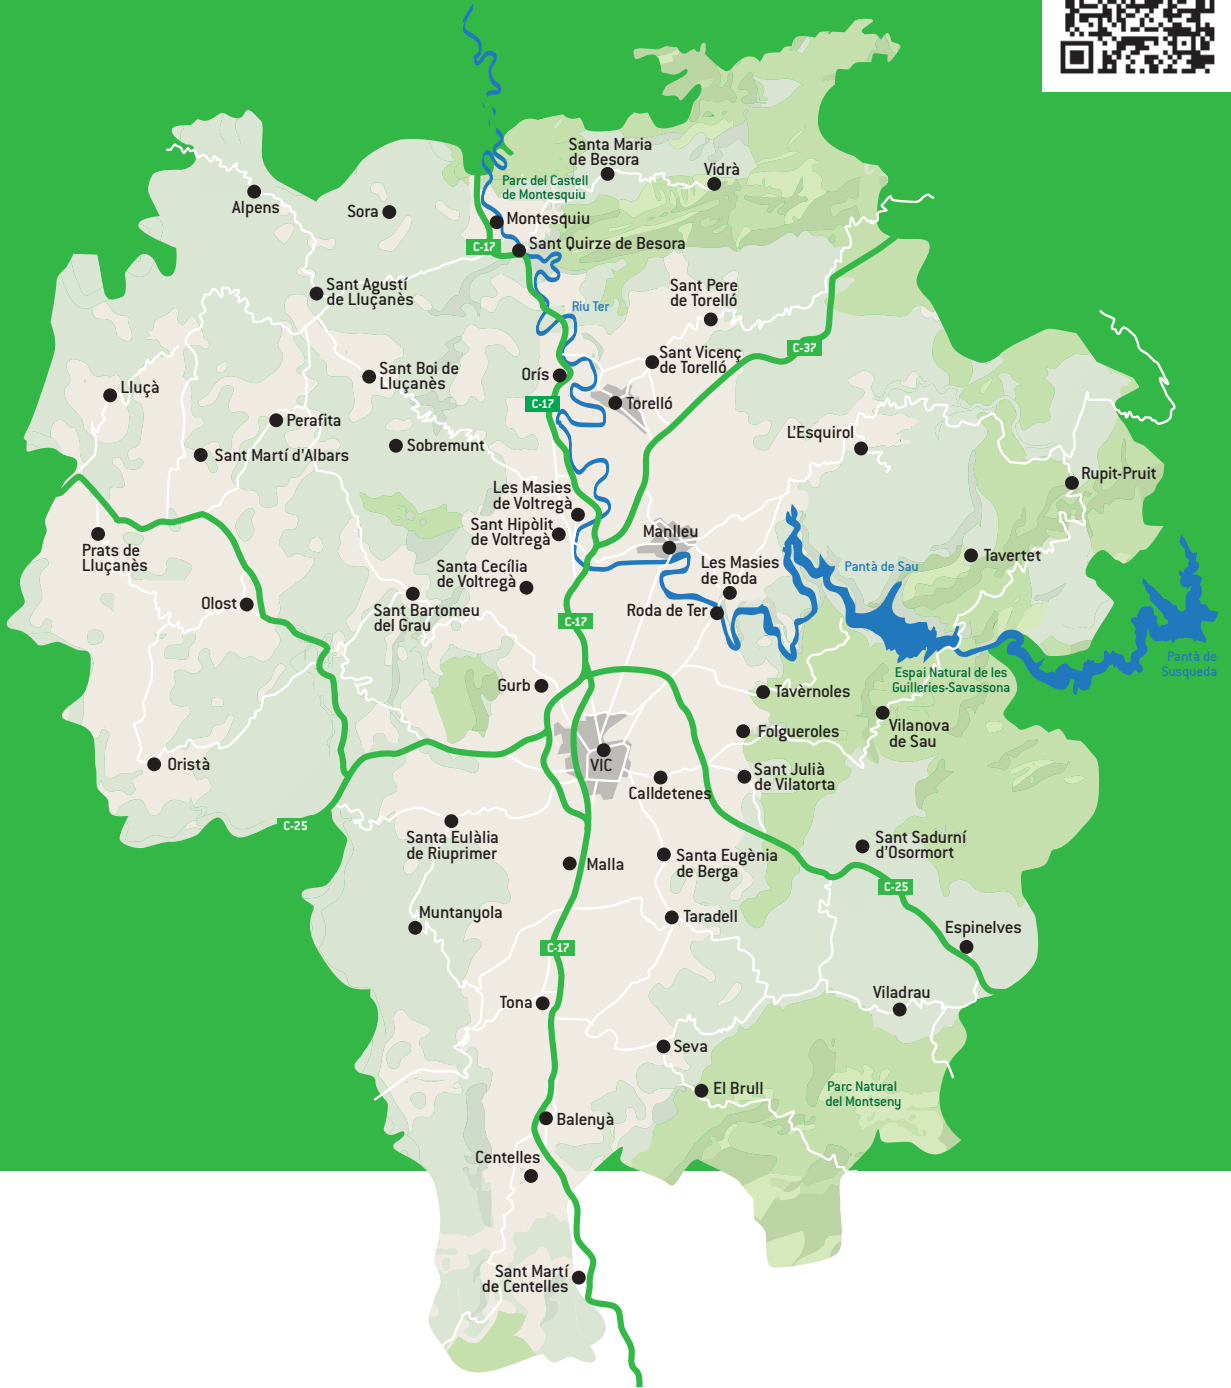 Santa Maria
de Besora
Vidrà
Parc del Castell
de Montesquiu
Alpens
Sora
Montesquiu
C-17
Sant Quirze de Besora
Sant Agustí
de Lluçanès
Sant Pere
de Torelló
Riu Ter
C-37
Sant Vicenç
de Torelló
Sant Boi de
Lluçanès
Orís
Lluçà
C-17
Torelló
Perafita
L'Esquirol
Sobremunt
Sant Martí d'Albars
Rupit-Pruit
Les Masies
de Voltregà
Sant Hipòlit
de Voltregà
Manlleu
Prats de
Lluçanès
Tavertet
Santa Cecília
de Voltregà
Les Masies
de Roda
Pantà de Sau
Olost
Sant Bartomeu
del Grau
Roda de Ter
C-17
Pantà de
Susqueda
Espai Natural de les
Guilleries-Savassona
Gurb
Tavèrnoles
Vilanova
de Sau
Folgueroles
Oristà
VIC
Sant Julià
de Vilatorta
Calldetenes
C-25
Santa Eulàlia
de Riuprimer
Sant Sadurní
d'Osormort
Malla
Santa Eugènia
de Berga
C-25
Muntanyola
Taradell
Espinelves
C-17
Viladrau
Tona
Seva
El Brull
Parc Natural
del Montseny
Balenyà
Centelles
Sant Martí
de Centelles